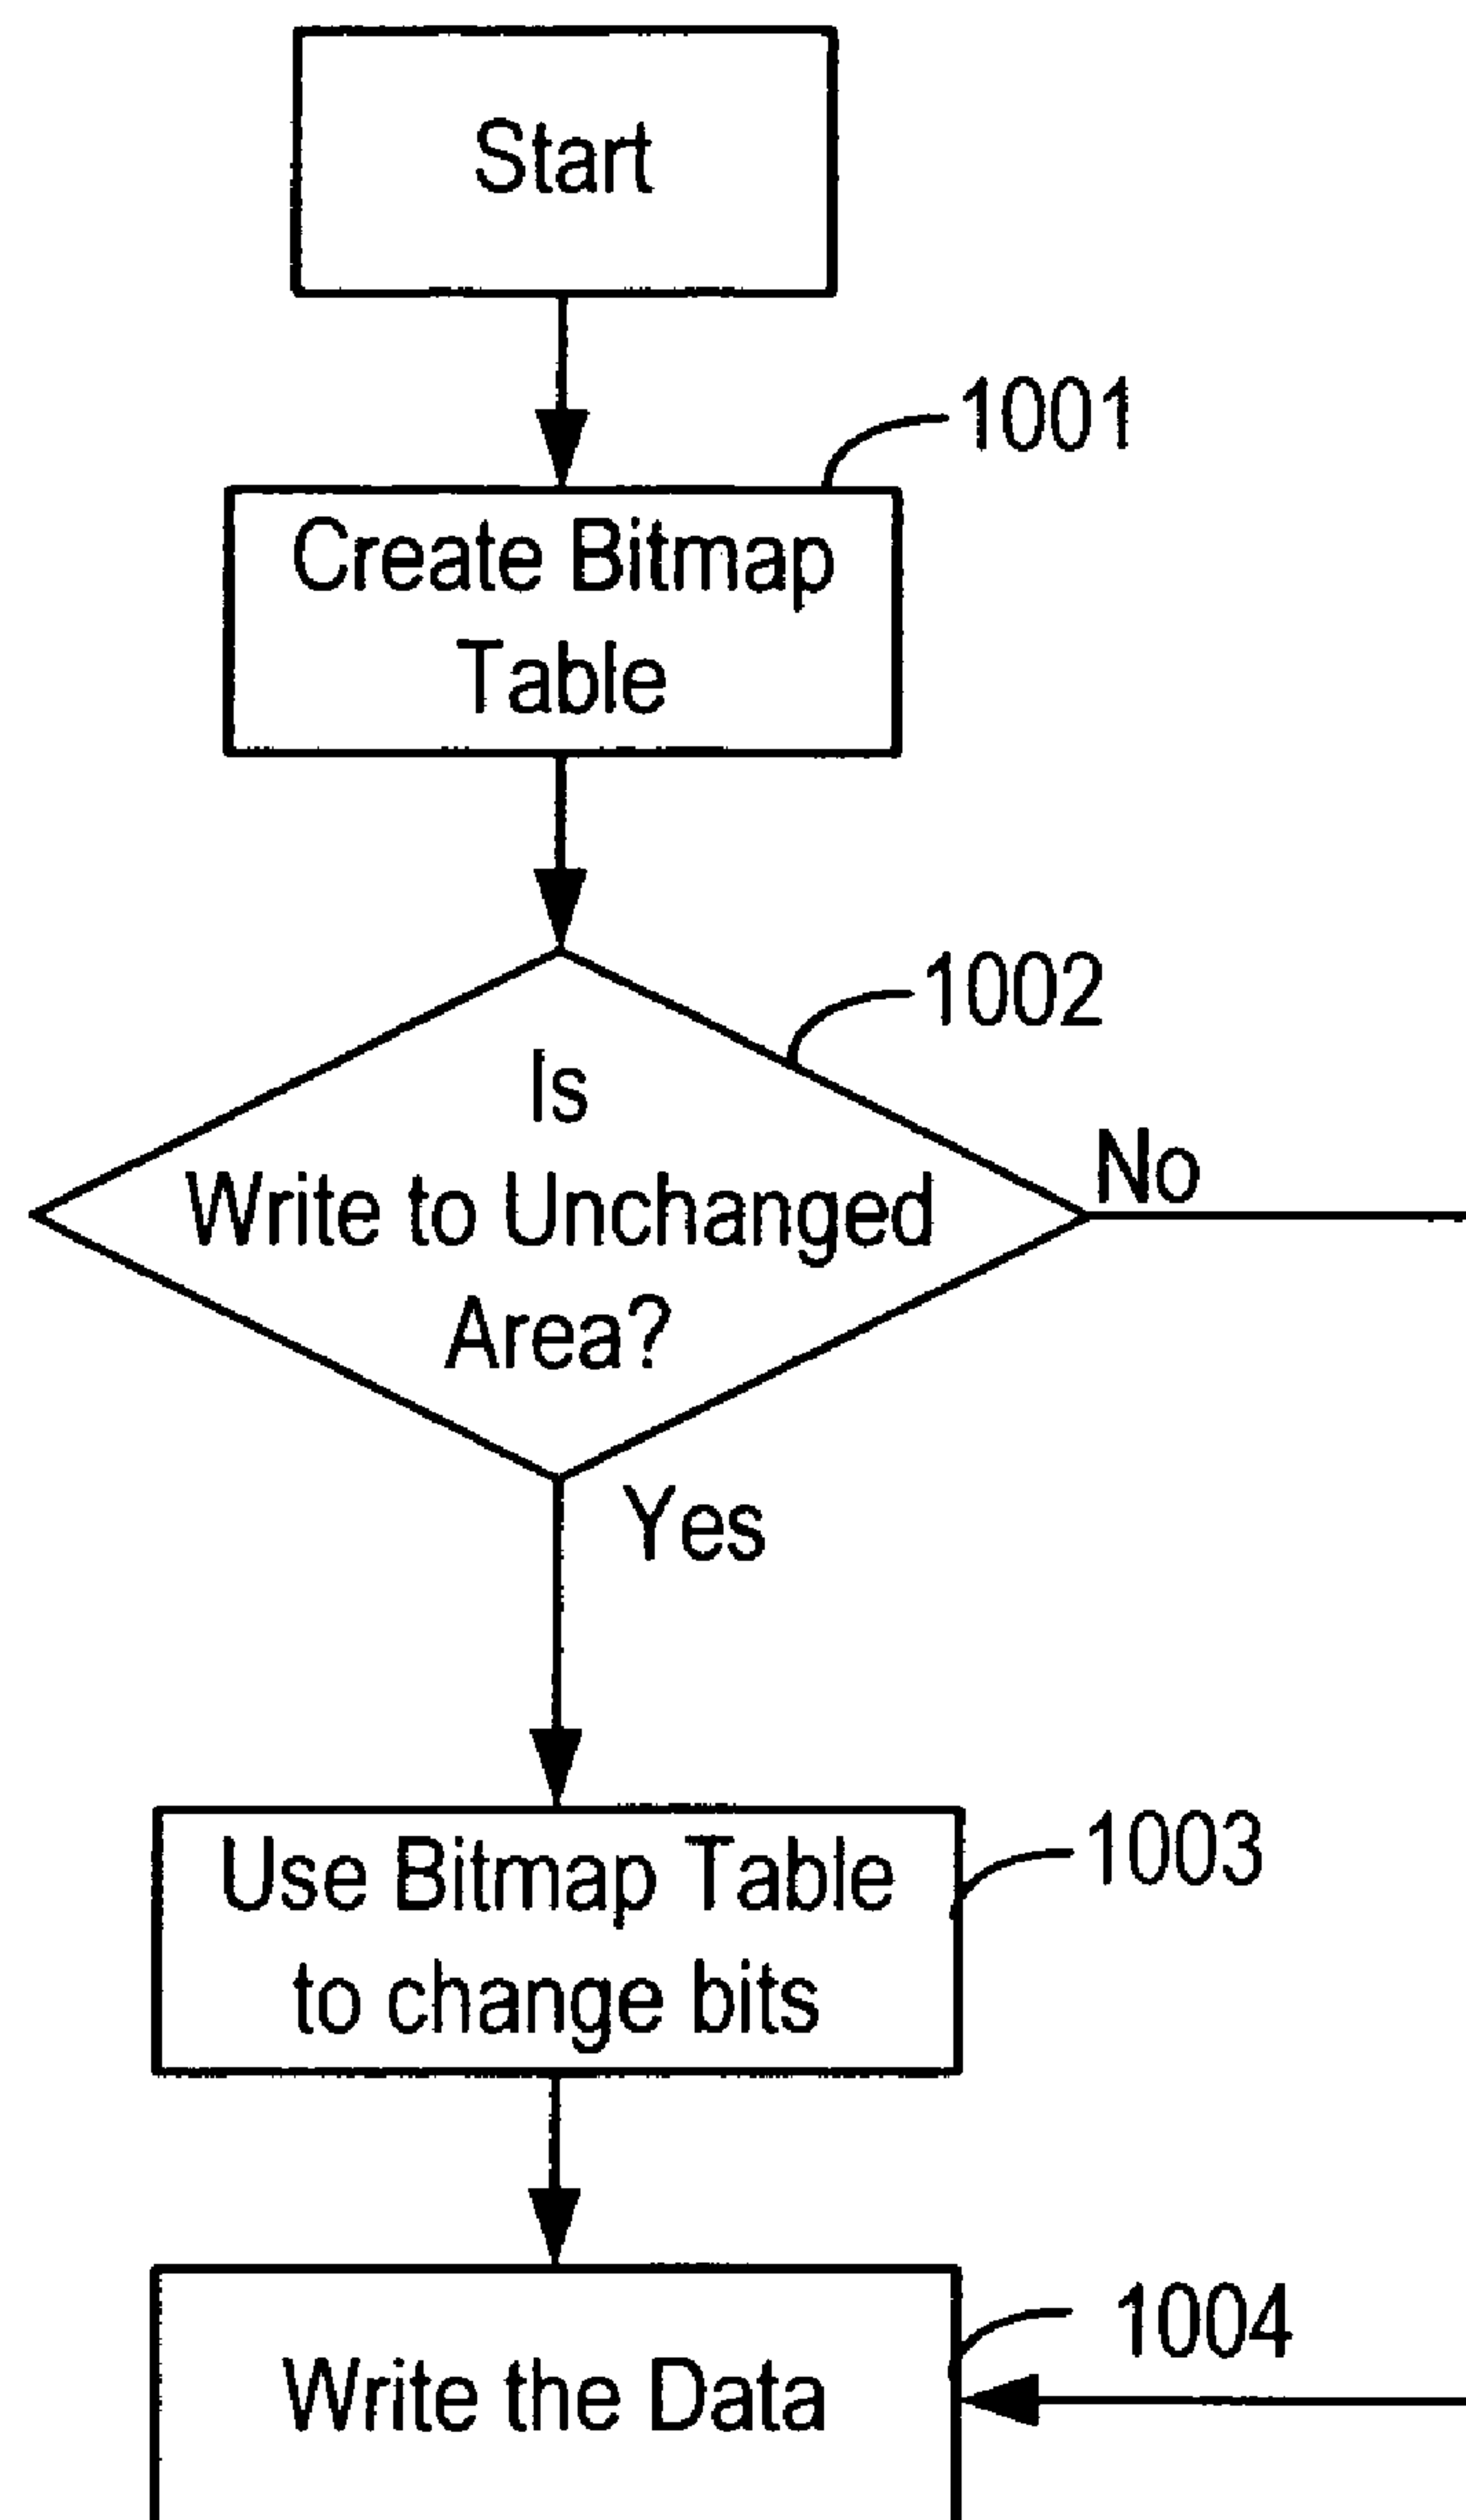 Start
1001
Create Bitmap
Table
1002
Is
Write to Unchanged
Area?
No
Yes
1003
Use Bitmap Table
to change bits
1004
Write the Data